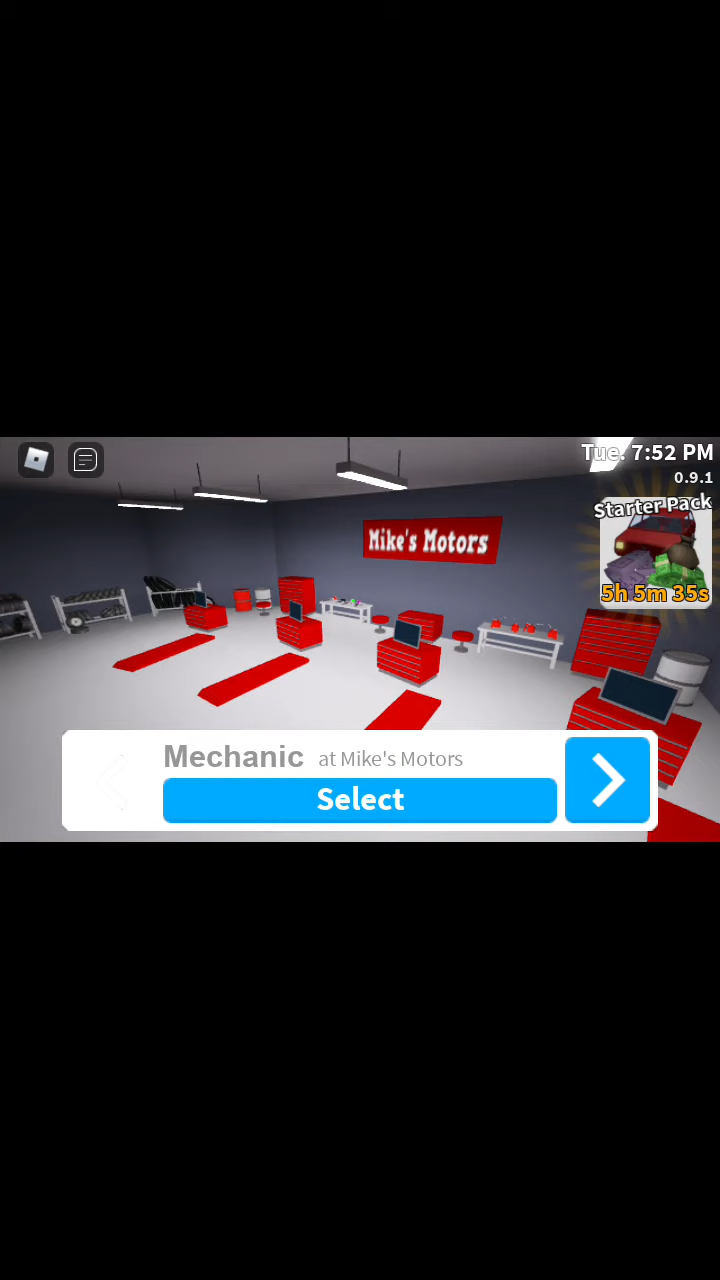 Tue. 7:52 PM
0.9.1
Starter Pack
5h 5m 35s
Mike's Motors
Mechanic at Mike's Motors
Select